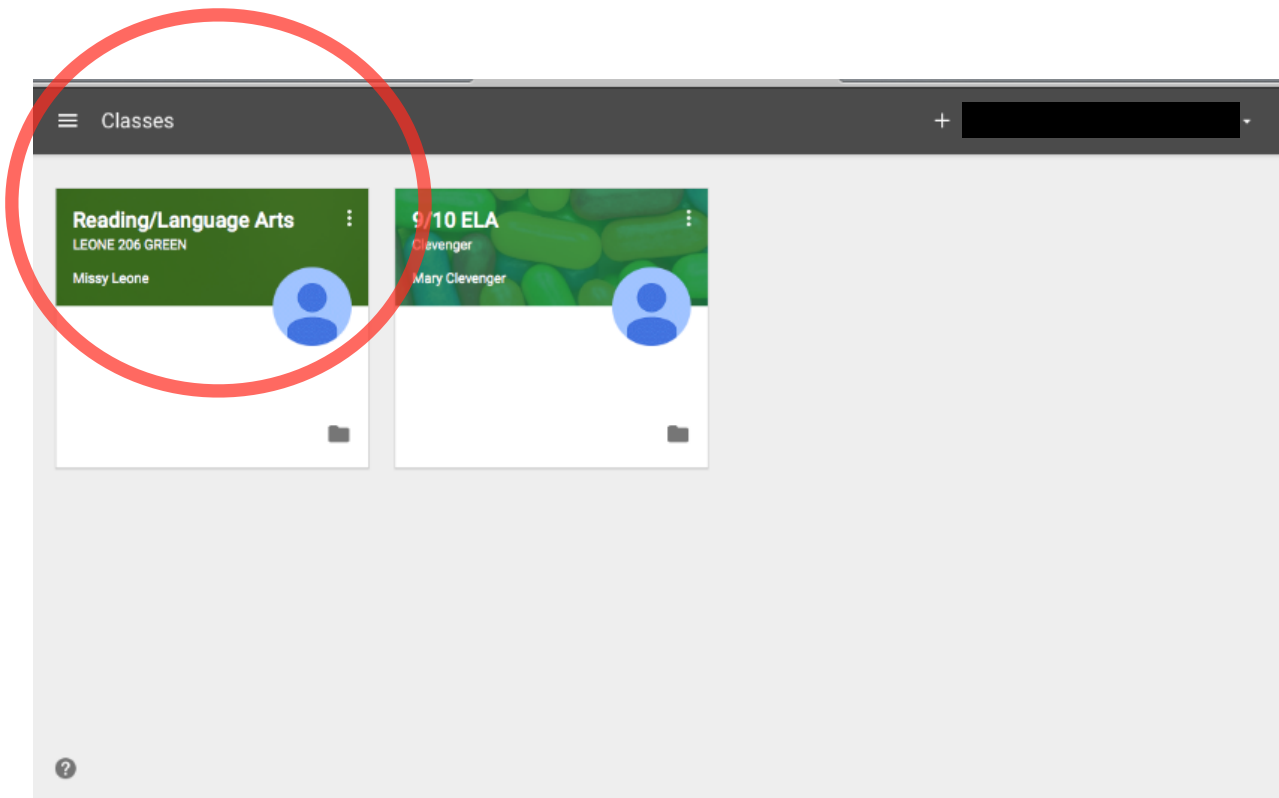 Classes
Reading/Language Arts
LEONE 206 GREEN
Missy Leone
9/10 ELA
Clevenger
Mary Clevenger